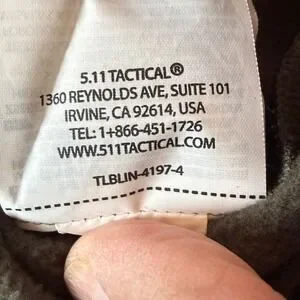 5.11 TACTICAL®
1360 REYNOLDS AVE, SUITE 101
IRVINE, CA 92614, USA
TEL: 1+866-451-1726
WWW.511TACTICAL.COM
TLBLIN-4197-4